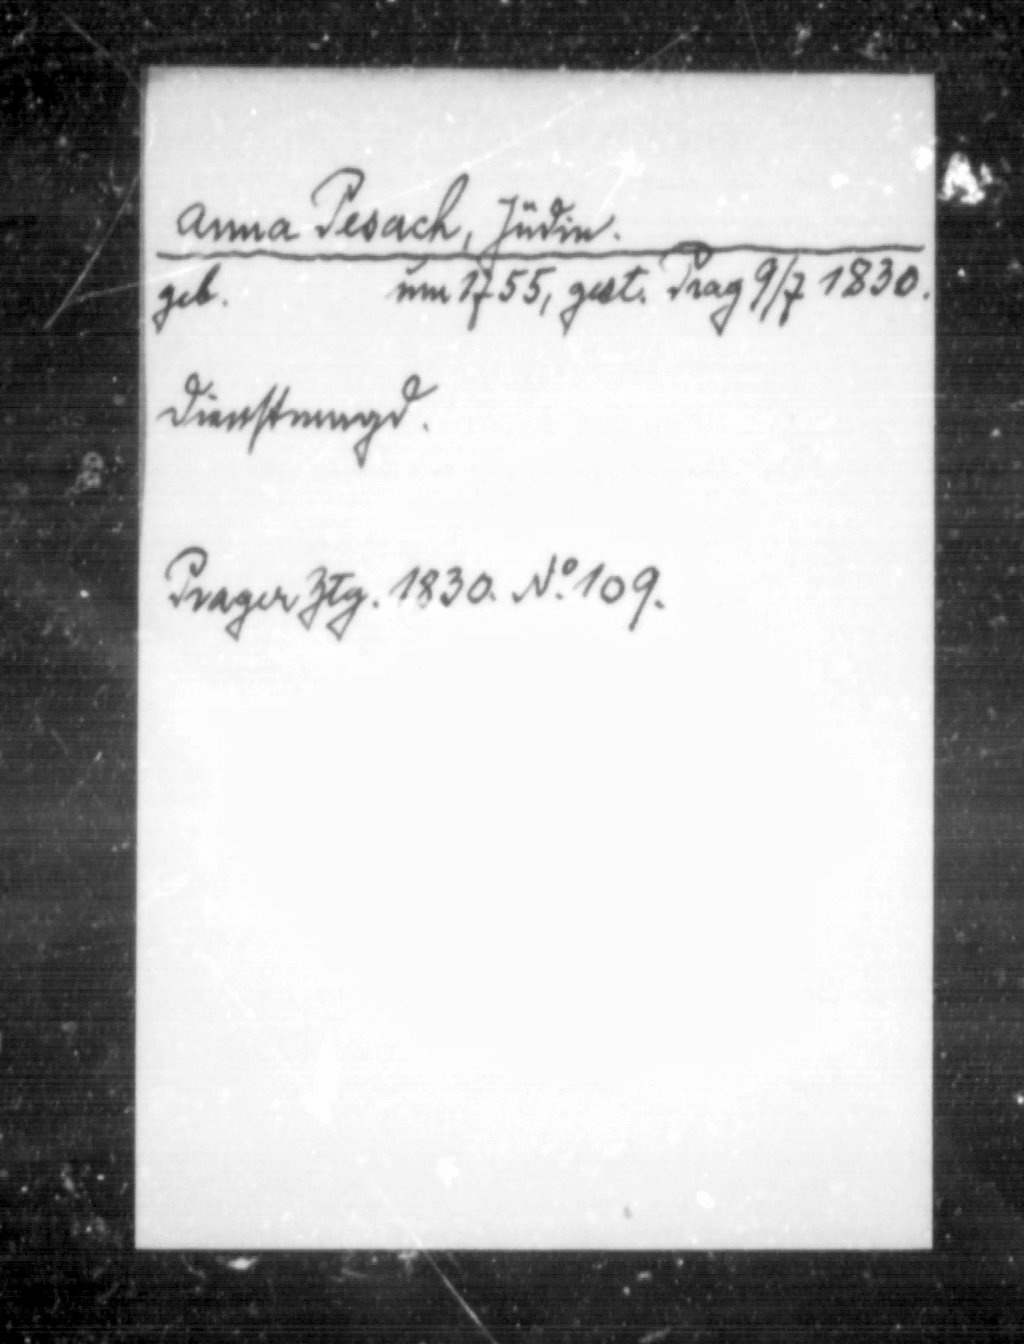 Anna Pesach, Jüdin.
geb. um 1755, gest. Prag 9/7 1830.
Dienstmagd.
Prager Ztg. 1830. No. 109.